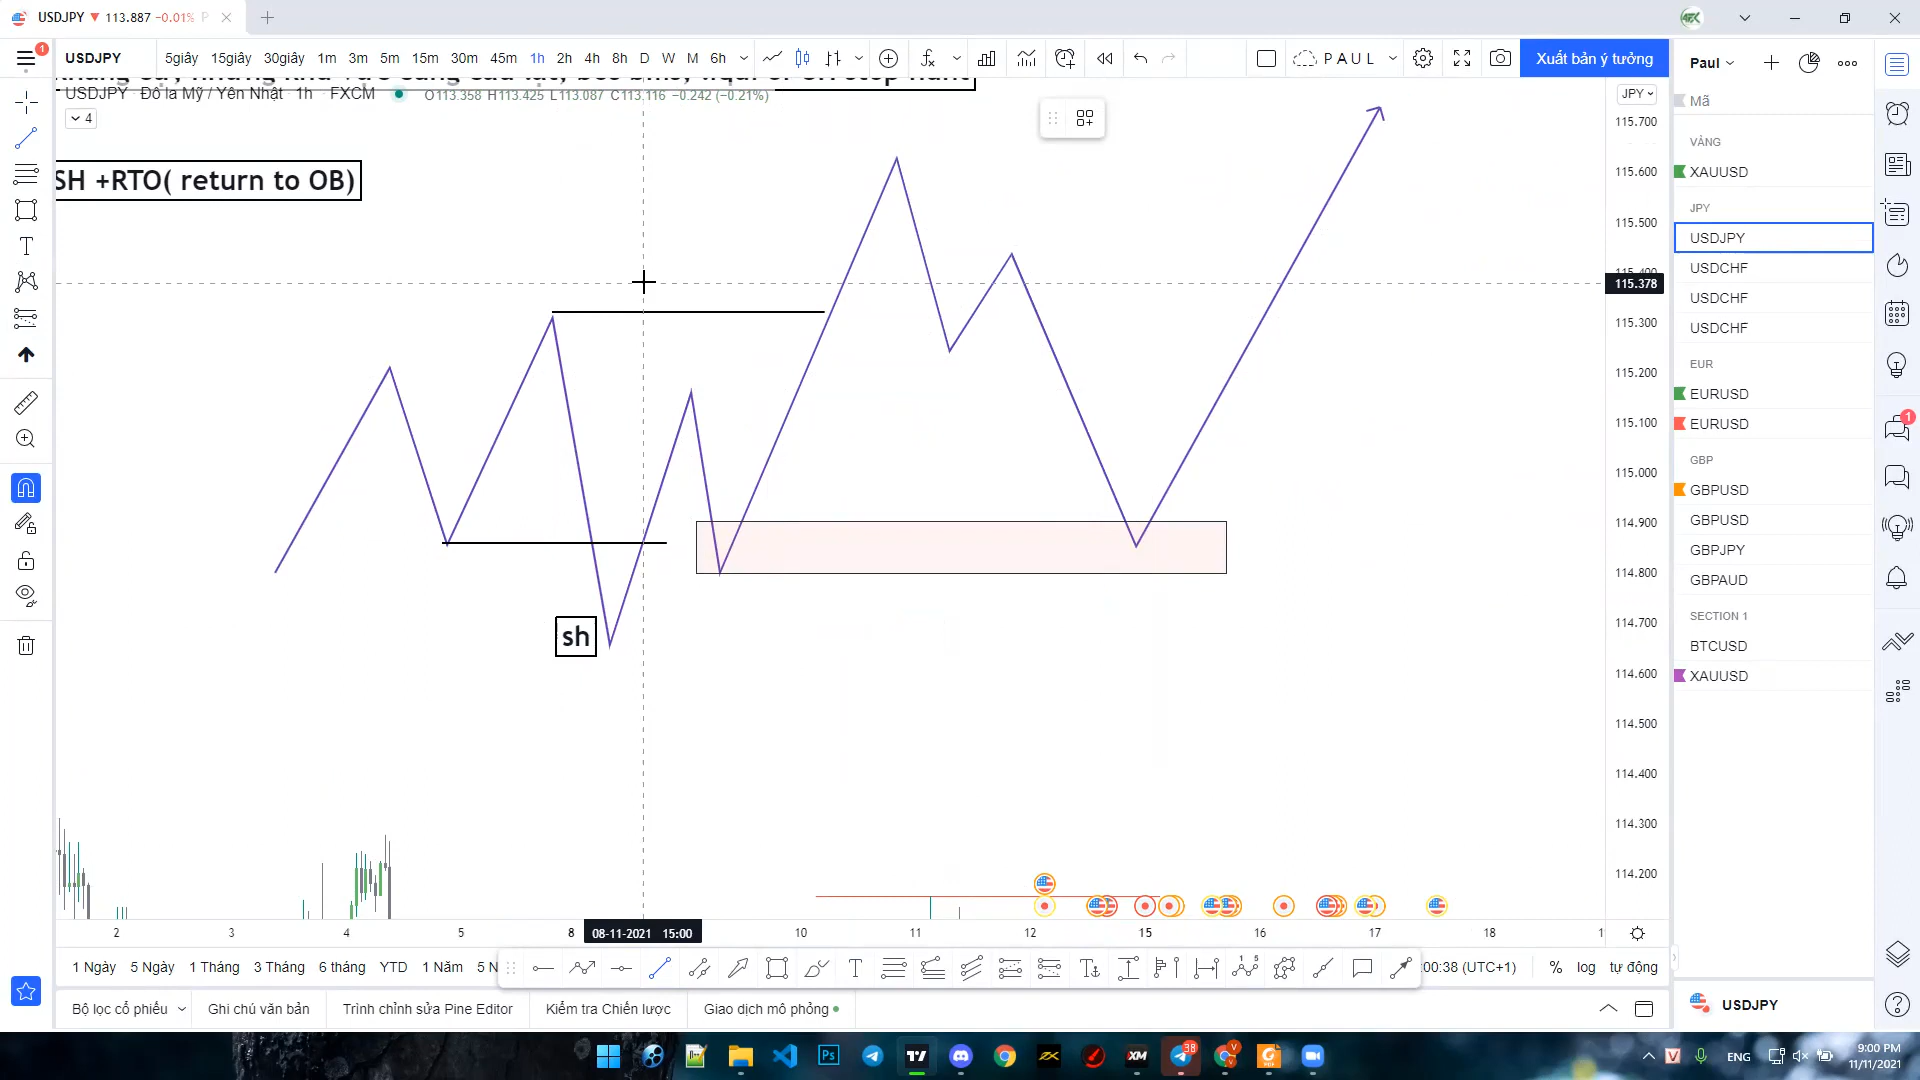 USDJPY ▼ 113.887 −0.01% P
1
USDJPY 5giây 15giây 30giây 1m 3m 5m 15m 30m 45m 1h 2h 4h 8h D W M 6h
PAUL Xuất bản ý tưởng
USDJPY · Đô la Mỹ / Yên Nhật · 1h · FXCM O113.358 H113.425 L113.087 C113.116 −0.242 (−0.21%)
4
SH +RTO( return to OB)
sh
JPY
115.700
115.600
115.500
115.400
115.378
115.300
115.200
115.100
115.000
114.900
114.800
114.700
114.600
114.500
114.400
114.300
114.200
2 3 4 5 8 08-11-2021 15:00 10 11 12 15 16 17 18
1 Ngày 5 Ngày 1 Tháng 3 Tháng 6 tháng YTD 1 Năm 5 N
:00:38 (UTC+1) % log tự động
Bộ lọc cổ phiếu Ghi chú văn bản Trình chỉnh sửa Pine Editor Kiểm tra Chiến lược Giao dịch mô phỏng
Paul
Mã
VÀNG
XAUUSD
JPY
USDJPY
USDCHF
USDCHF
USDCHF
EUR
EURUSD
EURUSD
GBP
GBPUSD
GBPUSD
GBPJPY
GBPAUD
SECTION 1
BTCUSD
XAUUSD
USDJPY
1
38
ENG
9:00 PM
11/11/2021